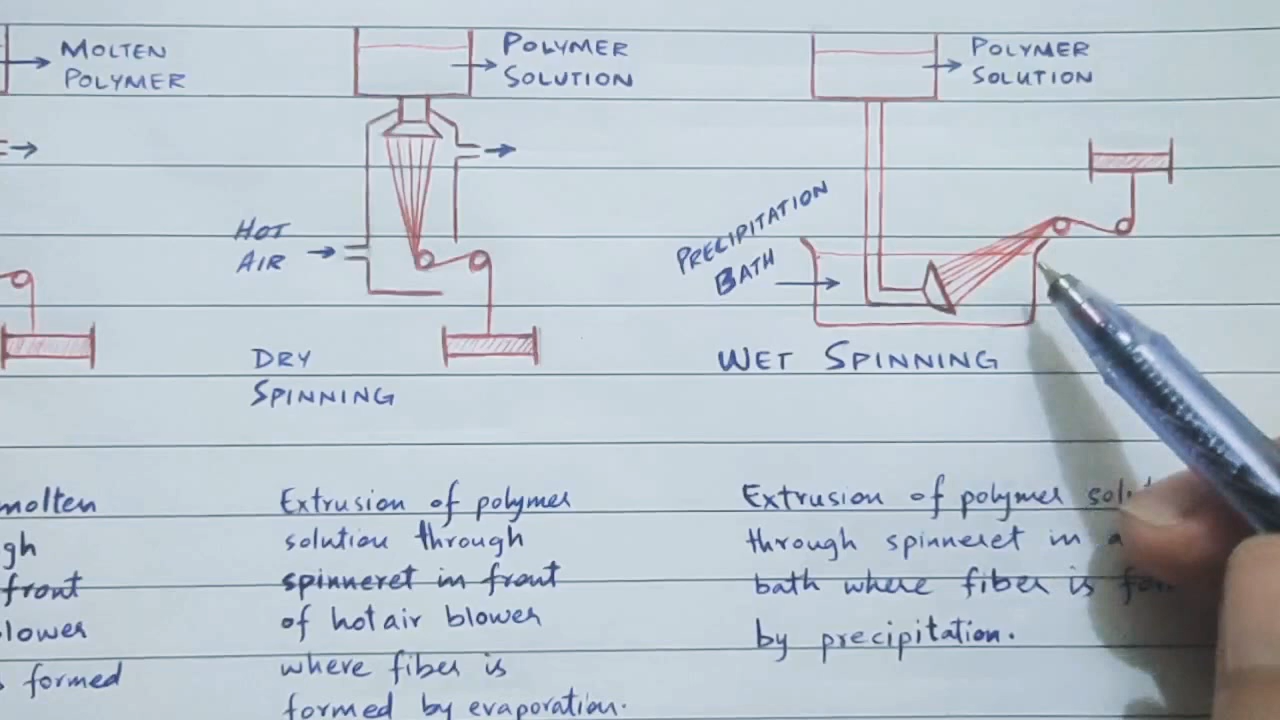 MOLTEN
POLYMER
POLYMER
SOLUTION
POLYMER
SOLUTION
HOT
AIR
PRECIPITATION
BATH
DRY
SPINNING
WET SPINNING
molten
gh
front
lower
formed
Extrusion of polymer
solution through
spinneret in front
of hot air blower
where fiber is
formed by evaporation.
Extrusion of polymer
through spinneret in a
bath where fiber is
by precipitation.